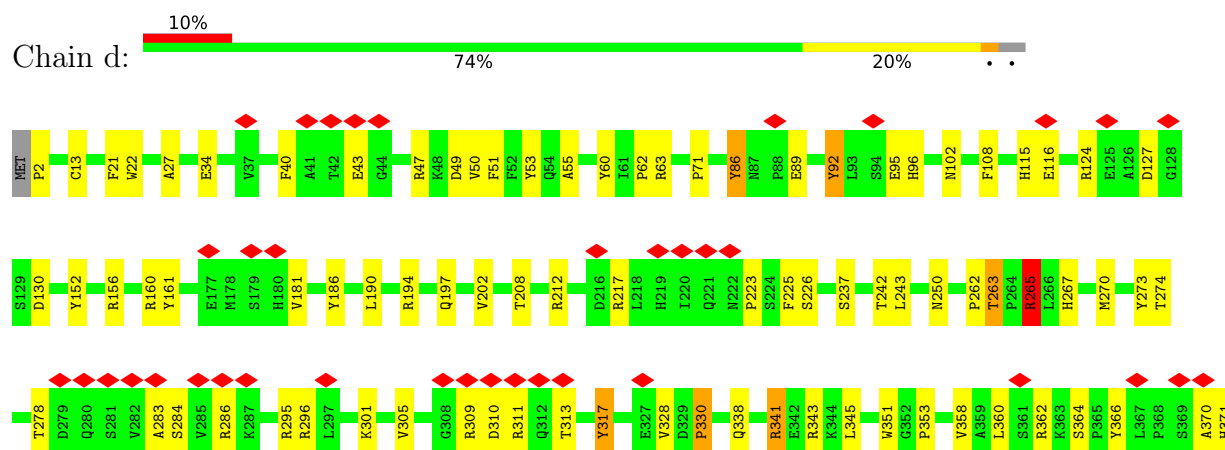 10%
Chain d:
74% 20% • •
MET P2 C13 F21 W22 A27 E34 V37 F40 A41 T42 E43 G44 R47 K48 D49 V50 F51 F52 Y53 Q54 A55 Y60 I61 P62 R63 P71 Y86 N87 P88 E89 Y92 L93 S94 E95 H96 N102 F108 H115 E116 R124 E125 A126 D127 G128
S129 D130 Y152 R156 R160 Y161 E177 M178 S179 H180 V181 Y186 L190 R194 Q197 V202 T208 R212 D216 R217 L218 H219 I220 Q221 N222 P223 S224 F225 S226 S237 T242 L243 N250 P262 T263 P264 R265 L266 H267 M270 Y273 T274
T278 D279 Q280 S281 V282 A283 S284 V285 R286 K287 R295 R296 L297 K301 V305 G308 R309 D310 R311 Q312 T313 Y317 E327 V328 D329 P330 Q338 R341 E342 R343 K344 L345 W351 G352 P353 V358 A359 L360 S361 R362 K363 S364 P365 Y366 L367 P368 S369 A370 H371